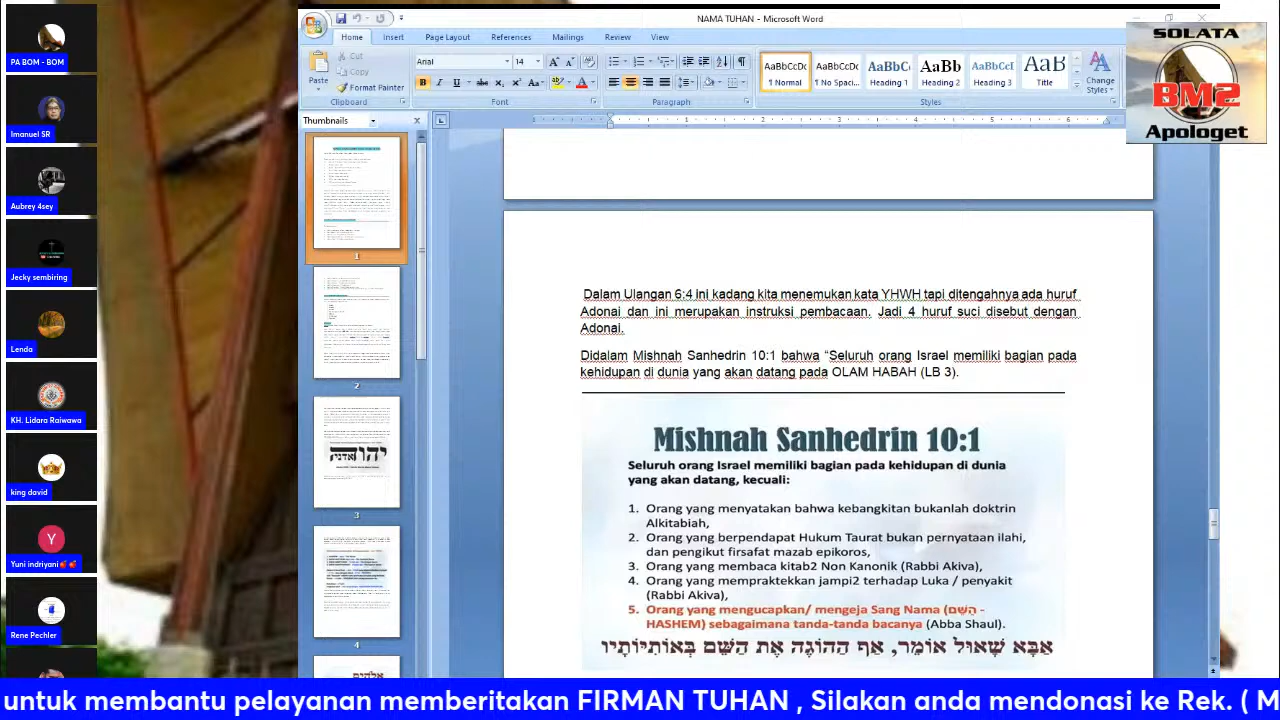 NAMA TUHAN - Microsoft Word
Home Insert Page Layout References Mailings Review View
Paste
Cut
Copy
Format Painter
Clipboard
Arial 14
Font
Paragraph
AaBbCcDc AaBbCcDc AaBbCc AaBb AaBbCcI AaB
¶ Normal ¶ No Spaci... Heading 1 Heading 2 Heading 3 Title
Change Styles
Styles
SOLATA
BM2
Apologet
PA BOM - BOM
Imanuel SR
Aubrey 4sey
Jecky sembiring
Lenda
KH. Lidara Raiwawa
king david
Y
Yuni indriyani
Rene Pechler
Thumbnails
1
2
יהוה
3
4
אלהים
Dalam Ulangan 6:4 ini kadang kita menemukan kata YHWH tapi ditengahnya ada huruf
Adonai dan ini merupakan instruksi pembacaan. Jadi 4 huruf suci disebut dengan
Adonai.
Didalam Mishnah Sanhedrin 10:1 bahwa “Seluruh orang Israel memiliki bagian pada
kehidupan di dunia yang akan datang pada OLAM HABAH (LB 3).
Mishnah Sanhedrin 10:1
Seluruh orang Israel memiliki bagian pada kehidupan di dunia
yang akan datang, kecuali:
1. Orang yang menyatakan bahwa kebangkitan bukanlah doktrin
Alkitabiah,
2. Orang yang berpendapat Hukum Taurat bukan pernyataan ilahi,
dan pengikut firsafat mazab epikoros,
3. Orang yang membacakitab2 Non Kanonik (Rabbi Akiva),
4. Orang yang mempraktekkan jampi2 terhadap Luka / penyakit
(Rabbi Akiva),
5. Orang yang mengucapkan/ mengeja Sang Nama (הַשֵּׁם -
HASHEM) sebagaimana tanda-tanda bacanya (Abba Shaul).
אַבָּא שָׁאוּל אוֹמֵר, אַף הַהוֹגֶה אֶת הַשֵּׁם בְּאוֹתִיּוֹתָיו
untuk membantu pelayanan memberitakan FIRMAN TUHAN , Silakan anda mendonasi ke Rek. ( M